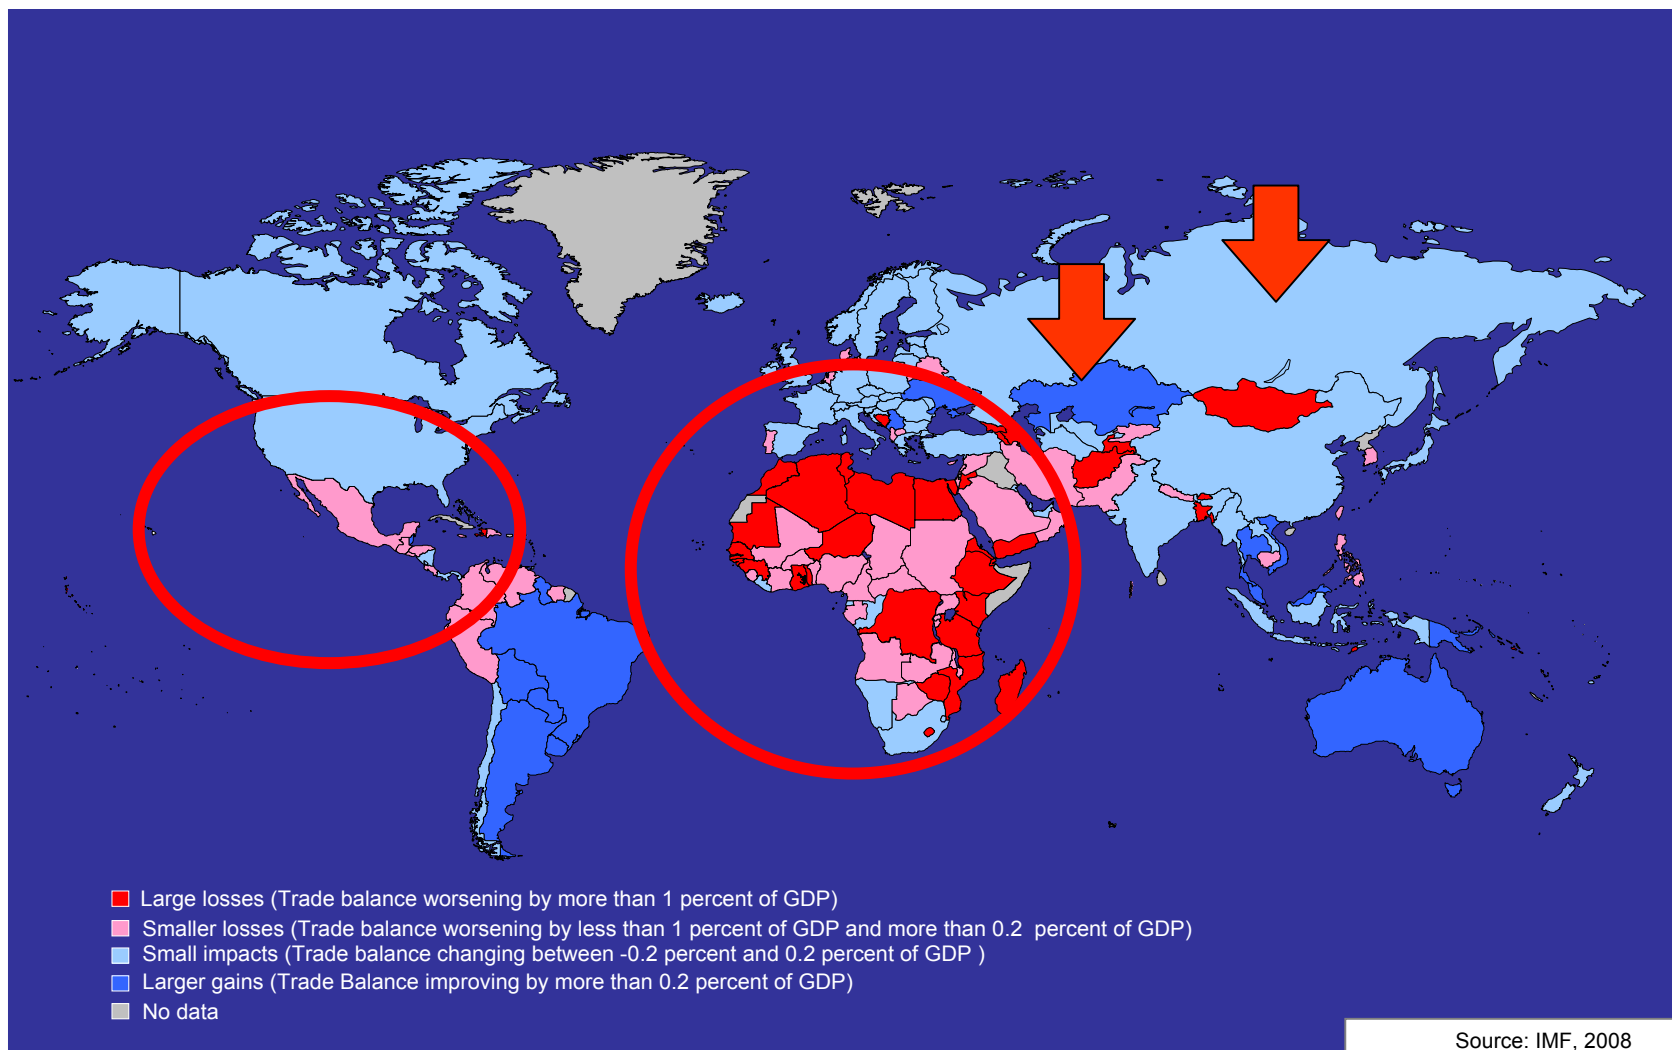 Large losses (Trade balance worsening by more than 1 percent of GDP)
Smaller losses (Trade balance worsening by less than 1 percent of GDP and more than 0.2 percent of GDP)
Small impacts (Trade balance changing between -0.2 percent and 0.2 percent of GDP )
Larger gains (Trade Balance improving by more than 0.2 percent of GDP)
No data
Source: IMF, 2008